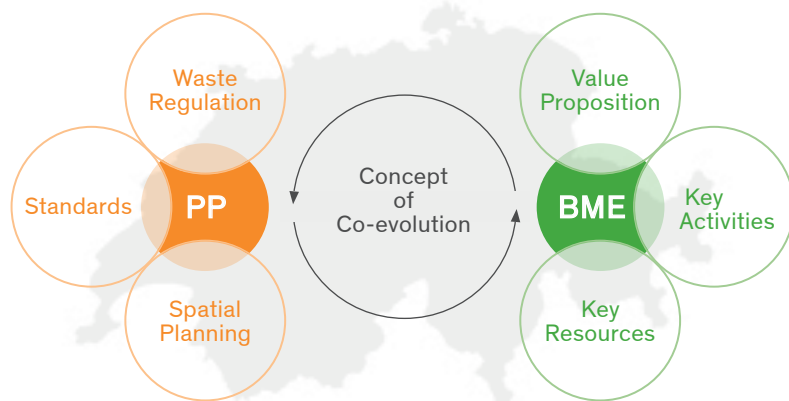 Waste
Regulation
Standards
PP
Spatial
Planning
Concept
of
Co-evolution
Value
Proposition
BME
Key
Activities
Key
Resources